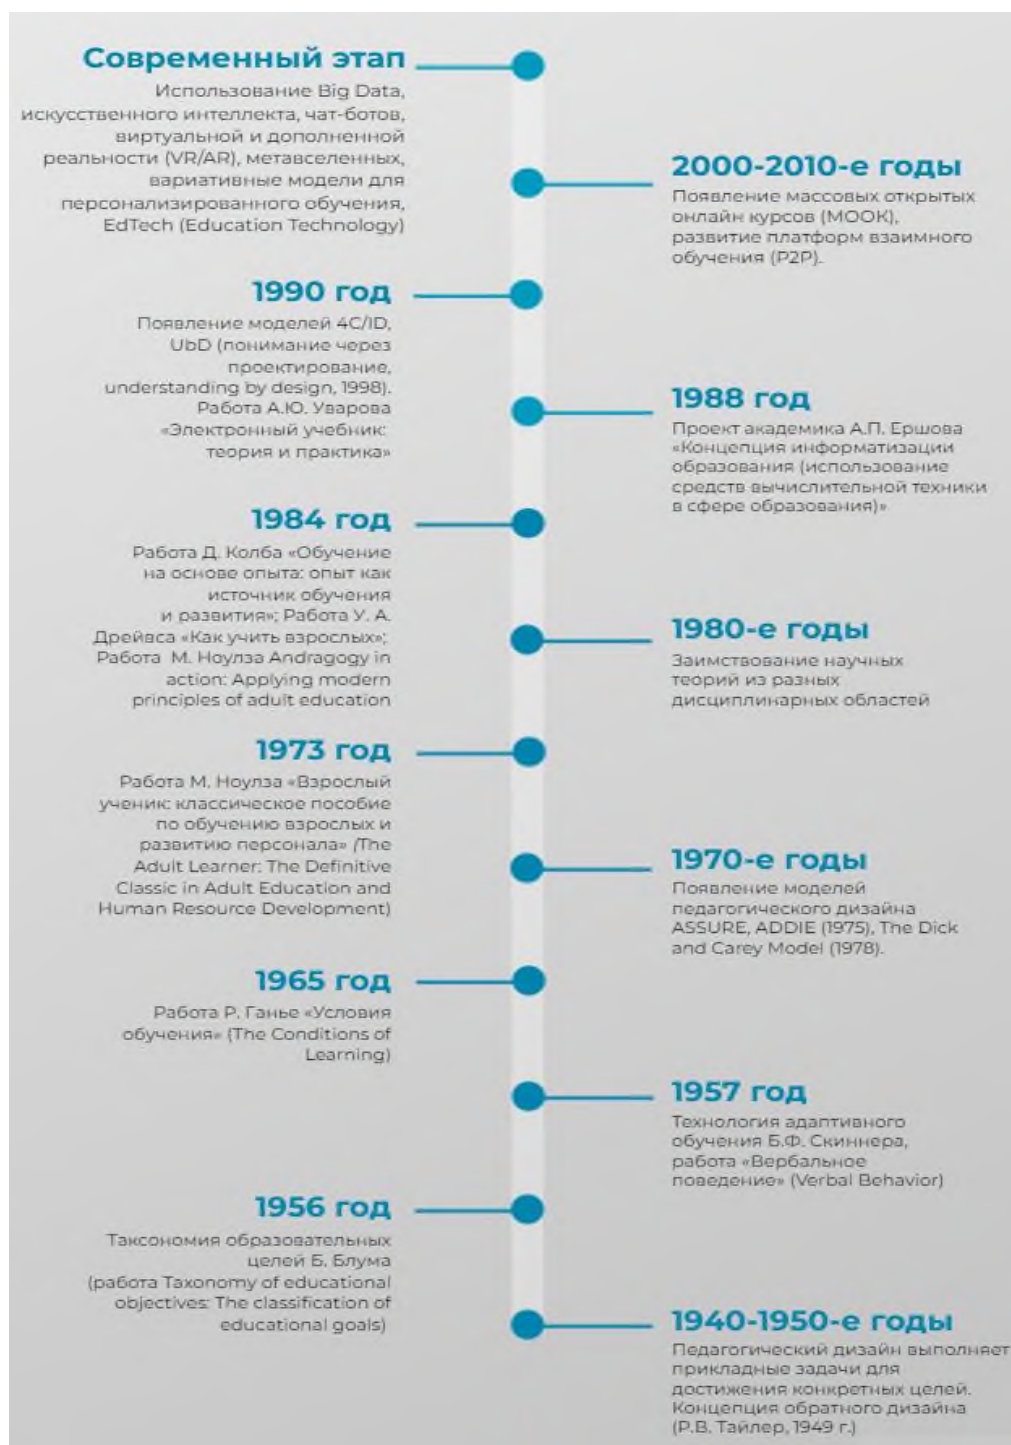 Современный этап
Использование Big Data,
искусственного интеллекта, чат-ботов,
виртуальной и дополненной
реальности (VR/AR), метавселенных,
вариативные модели для
персонализированного обучения,
EdTech (Education Technology)
2000-2010-е годы
Появление массовых открытых
онлайн курсов (МООК),
развитие платформ взаимного
обучения (P2P).
1990 год
Появление моделей 4C/ID,
UbD (понимание через
проектирование,
understanding by design, 1998).
Работа А.Ю. Уварова
«Электронный учебник:
теория и практика»
1988 год
Проект академика А.П. Ершова
«Концепция информатизации
образования (использование
средств вычислительной техники
в сфере образования)»
1984 год
Работа Д. Колба «Обучение
на основе опыта: опыт как
источник обучения
и развития»; Работа У. А.
Дрейвса «Как учить взрослых»;
Работа М. Ноулза Andragogy in
action: Applying modern
principles of adult education
1980-е годы
Заимствование научных
теорий из разных
дисциплинарных областей
1973 год
Работа М. Ноулза «Взрослый
ученик: классическое пособие
по обучению взрослых и
развитию персонала» (The
Adult Learner: The Definitive
Classic in Adult Education and
Human Resource Development)
1970-е годы
Появление моделей
педагогического дизайна
ASSURE, ADDIE (1975), The Dick
and Carey Model (1978).
1965 год
Работа Р. Ганье «Условия
обучения» (The Conditions of
Learning)
1957 год
Технология адаптивного
обучения Б.Ф. Скиннера,
работа «Вербальное
поведение» (Verbal Behavior)
1956 год
Таксономия образовательных
целей Б. Блума
(работа Taxonomy of educational
objectives: The classification of
educational goals)
1940-1950-е годы
Педагогический дизайн выполняет
прикладные задачи для
достижения конкретных целей.
Концепция обратного дизайна
(Р.В. Тайлер, 1949 г.)